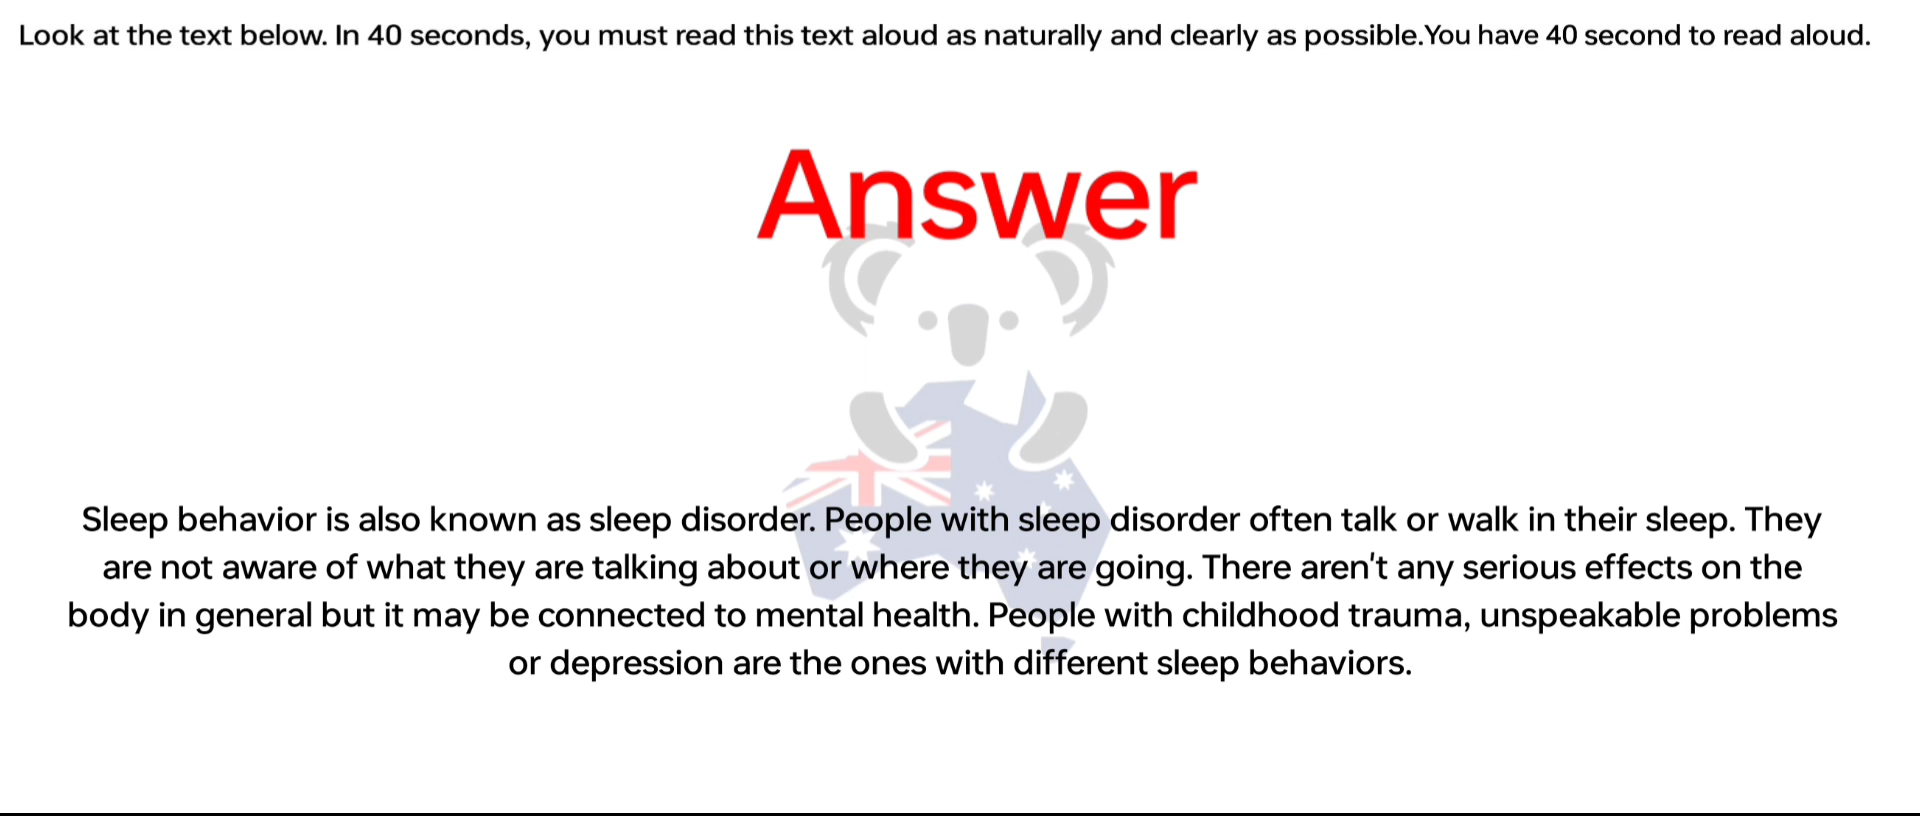 Look at the text below. In 40 seconds, you must read this text aloud as naturally and clearly as possible.You have 40 second to read aloud.
Answer
Sleep behavior is also known as sleep disorder. People with sleep disorder often talk or walk in their sleep. They
are not aware of what they are talking about or where they are going. There aren't any serious effects on the
body in general but it may be connected to mental health. People with childhood trauma, unspeakable problems
or depression are the ones with different sleep behaviors.